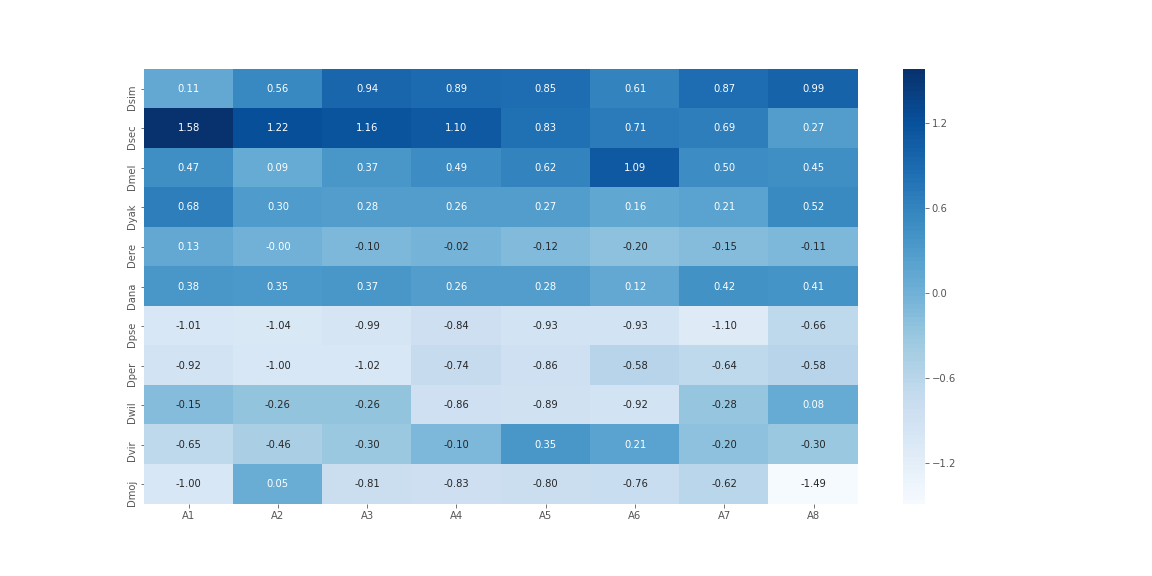 Dsim 0.11 0.56 0.94 0.89 0.85 0.61 0.87 0.99
Dsec 1.58 1.22 1.16 1.10 0.83 0.71 0.69 0.27
Dmel 0.47 0.09 0.37 0.49 0.62 1.09 0.50 0.45
Dyak 0.68 0.30 0.28 0.26 0.27 0.16 0.21 0.52
Dere 0.13 -0.00 -0.10 -0.02 -0.12 -0.20 -0.15 -0.11
Dana 0.38 0.35 0.37 0.26 0.28 0.12 0.42 0.41
Dpse -1.01 -1.04 -0.99 -0.84 -0.93 -0.93 -1.10 -0.66
Dper -0.92 -1.00 -1.02 -0.74 -0.86 -0.58 -0.64 -0.58
Dwil -0.15 -0.26 -0.26 -0.86 -0.89 -0.92 -0.28 0.08
Dvir -0.65 -0.46 -0.30 -0.10 0.35 0.21 -0.20 -0.30
Dmoj -1.00 0.05 -0.81 -0.83 -0.80 -0.76 -0.62 -1.49
A1 A2 A3 A4 A5 A6 A7 A8
1.2
0.6
0.0
−0.6
−1.2